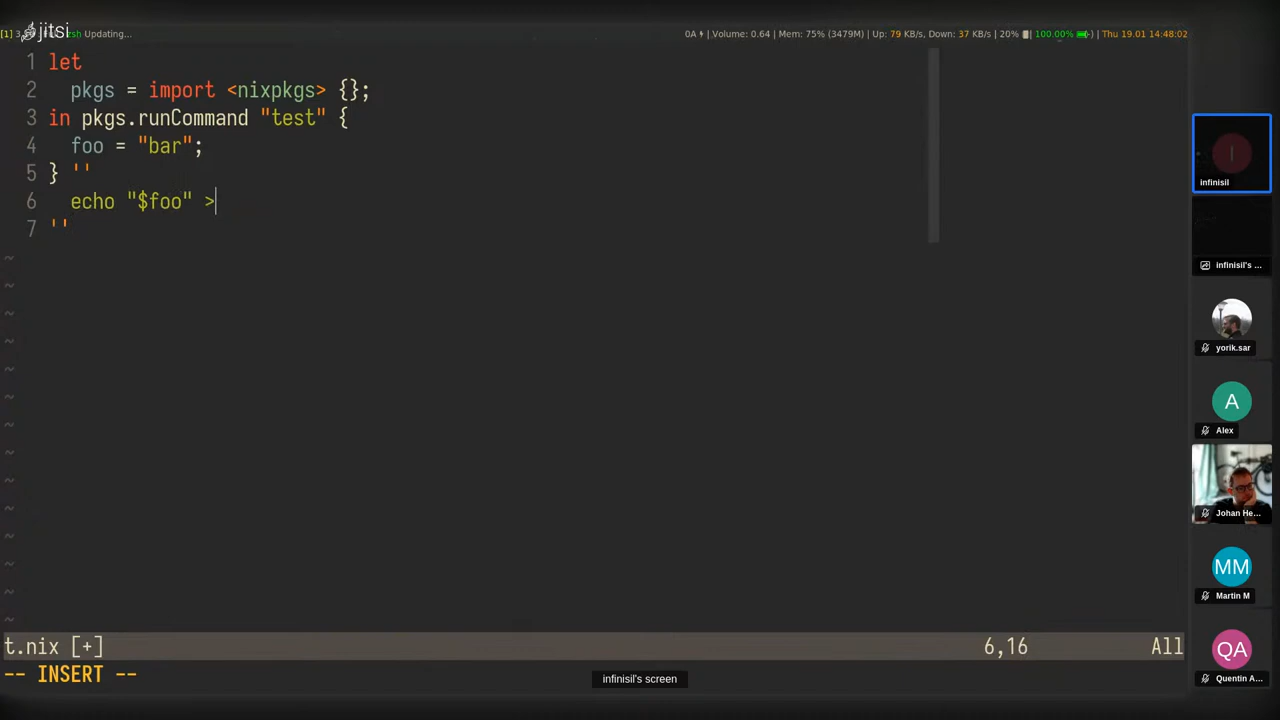 jitsi
zsh Updating...
0A | Volume: 0.64 | Mem: 75% (3479M) | Up: 79 KB/s, Down: 37 KB/s | 20% | 100.00% | Thu 19.01 14:48:02
1 let
2 pkgs = import <nixpkgs> {};
3 in pkgs.runCommand "test" {
4 foo = "bar";
5 } ''
6 echo "$foo" >
7 ''
~
~
~
~
~
~
~
~
~
~
~
~
~
~
t.nix [+] 6,16 All
-- INSERT --
infinisil's screen
I
infinisil
infinisil's ...
yorik.sar
A
Alex
Johan He...
MM
Martin M
QA
Quentin A...